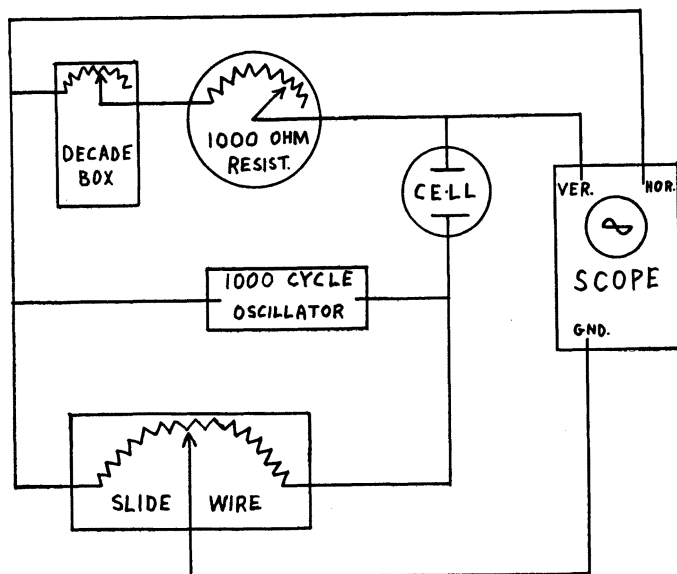 DECADE
BOX
1000 OHM
RESIST.
CELL
VER.
HOR.
SCOPE
GND.
1000 CYCLE
OSCILLATOR
SLIDE WIRE